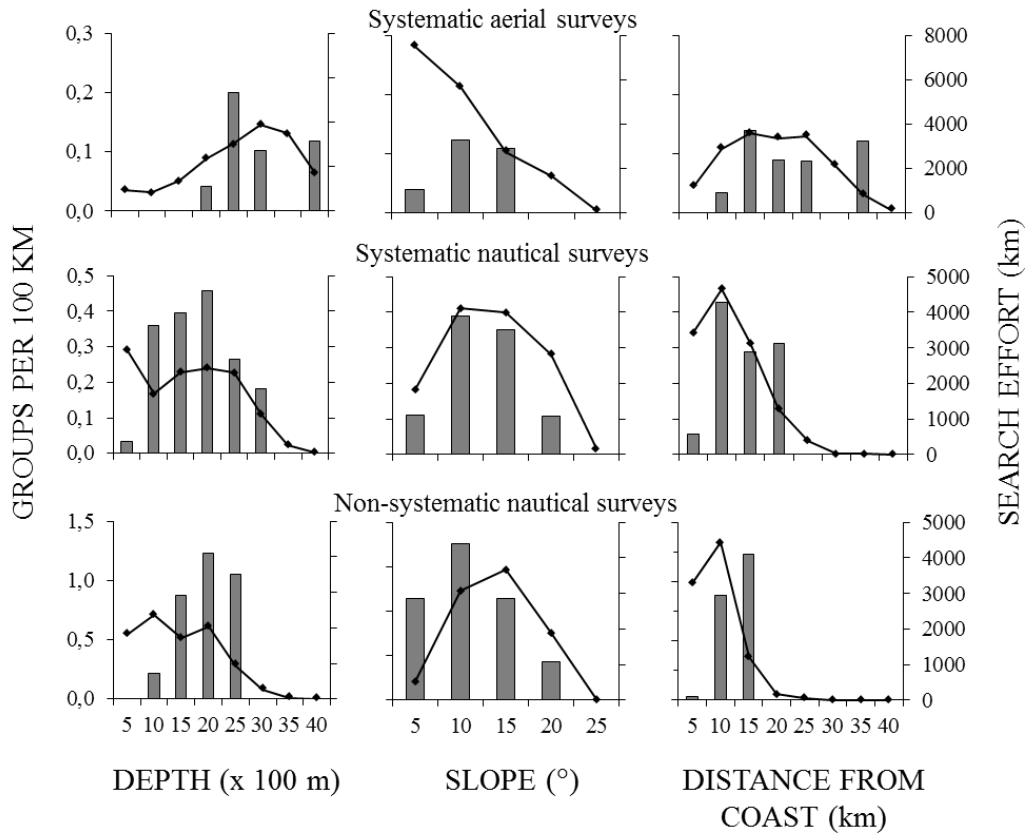 Systematic aerial surveys
0,3
0,2
0,1
0,0
8000
6000
4000
2000
0
Systematic nautical surveys
0,5
0,4
0,3
0,2
0,1
0,0
5000
4000
3000
2000
1000
0
Non-systematic nautical surveys
1,5
1,0
0,5
0,0
5000
4000
3000
2000
1000
0
5 10 15 20 25 30 35 40
5 10 15 20 25
5 10 15 20 25 30 35 40
GROUPS PER 100 KM
SEARCH EFFORT (km)
DEPTH (x 100 m)
SLOPE (°)
DISTANCE FROM
COAST (km)